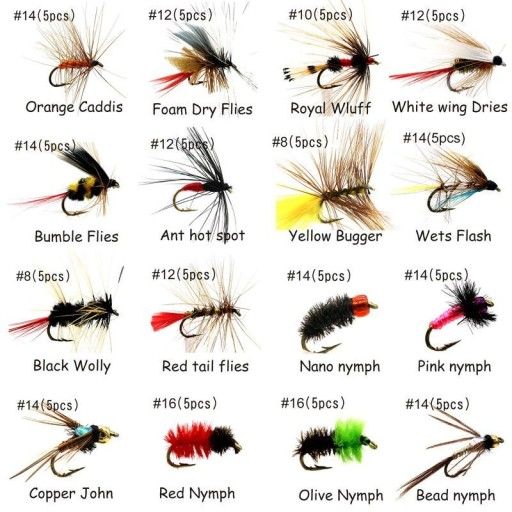 #14(5pcs) #12(5pcs) #10(5pcs) #12(5pcs)
Orange Caddis Foam Dry Flies Royal Wluff White wing Dries
#14(5pcs) #12(5pcs) #8(5pcs) #14(5pcs)
Bumble Flies Ant hot spot Yellow Bugger Wets Flash
#8(5pcs) #12(5pcs) #14(5pcs) #14(5pcs)
Black Wolly Red tail flies Nano nymph Pink nymph
#14(5pcs) #16(5pcs) #16(5pcs) #14(5pcs)
Copper John Red Nymph Olive Nymph Bead nymph